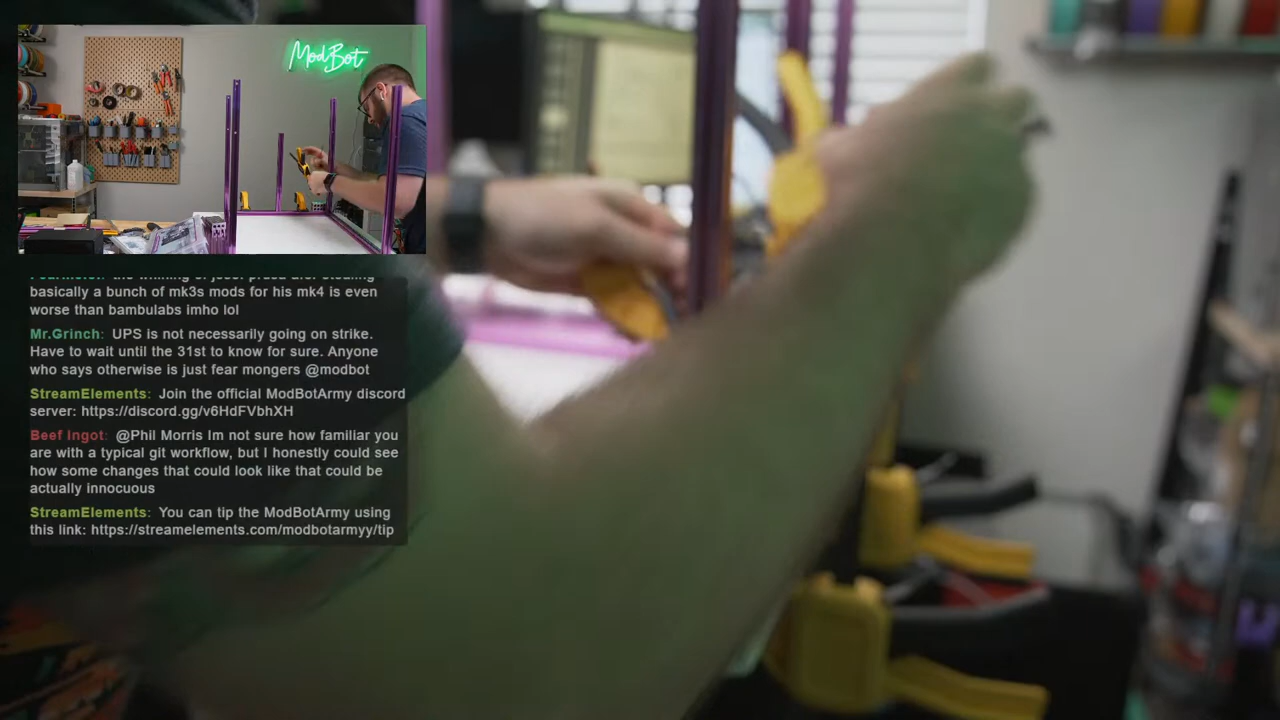 ModBot
basically a bunch of mk3s mods for his mk4 is even
worse than bambulabs imho lol
Mr.Grinch: UPS is not necessarily going on strike.
Have to wait until the 31st to know for sure. Anyone
who says otherwise is just fear mongers @modbot
StreamElements: Join the official ModBotArmy discord
server: https://discord.gg/v6HdFVbhXH
Beef Ingot: @Phil Morris Im not sure how familiar you
are with a typical git workflow, but I honestly could see
how some changes that could look like that could be
actually innocuous
StreamElements: You can tip the ModBotArmy using
this link: https://streamelements.com/modbotarmyy/tip